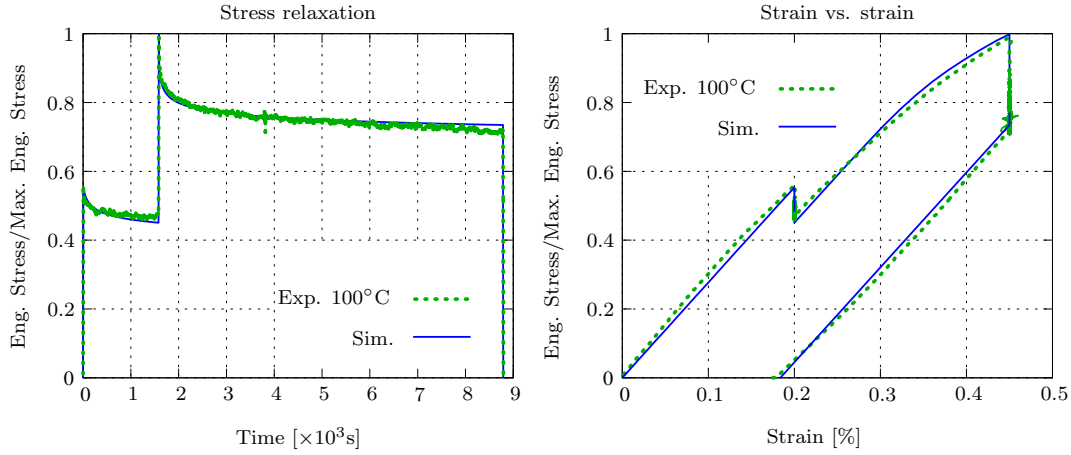 Stress relaxation
Eng. Stress/Max. Eng. Stress
1
0.8
0.6
0.4
0.2
0
0 1 2 3 4 5 6 7 8 9
Exp. 100°C
Sim.
Time [×10³s]
Strain vs. strain
Eng. Stress/Max. Eng. Stress
1
0.8
0.6
0.4
0.2
0
0 0.1 0.2 0.3 0.4 0.5
Exp. 100°C
Sim.
Strain [%]